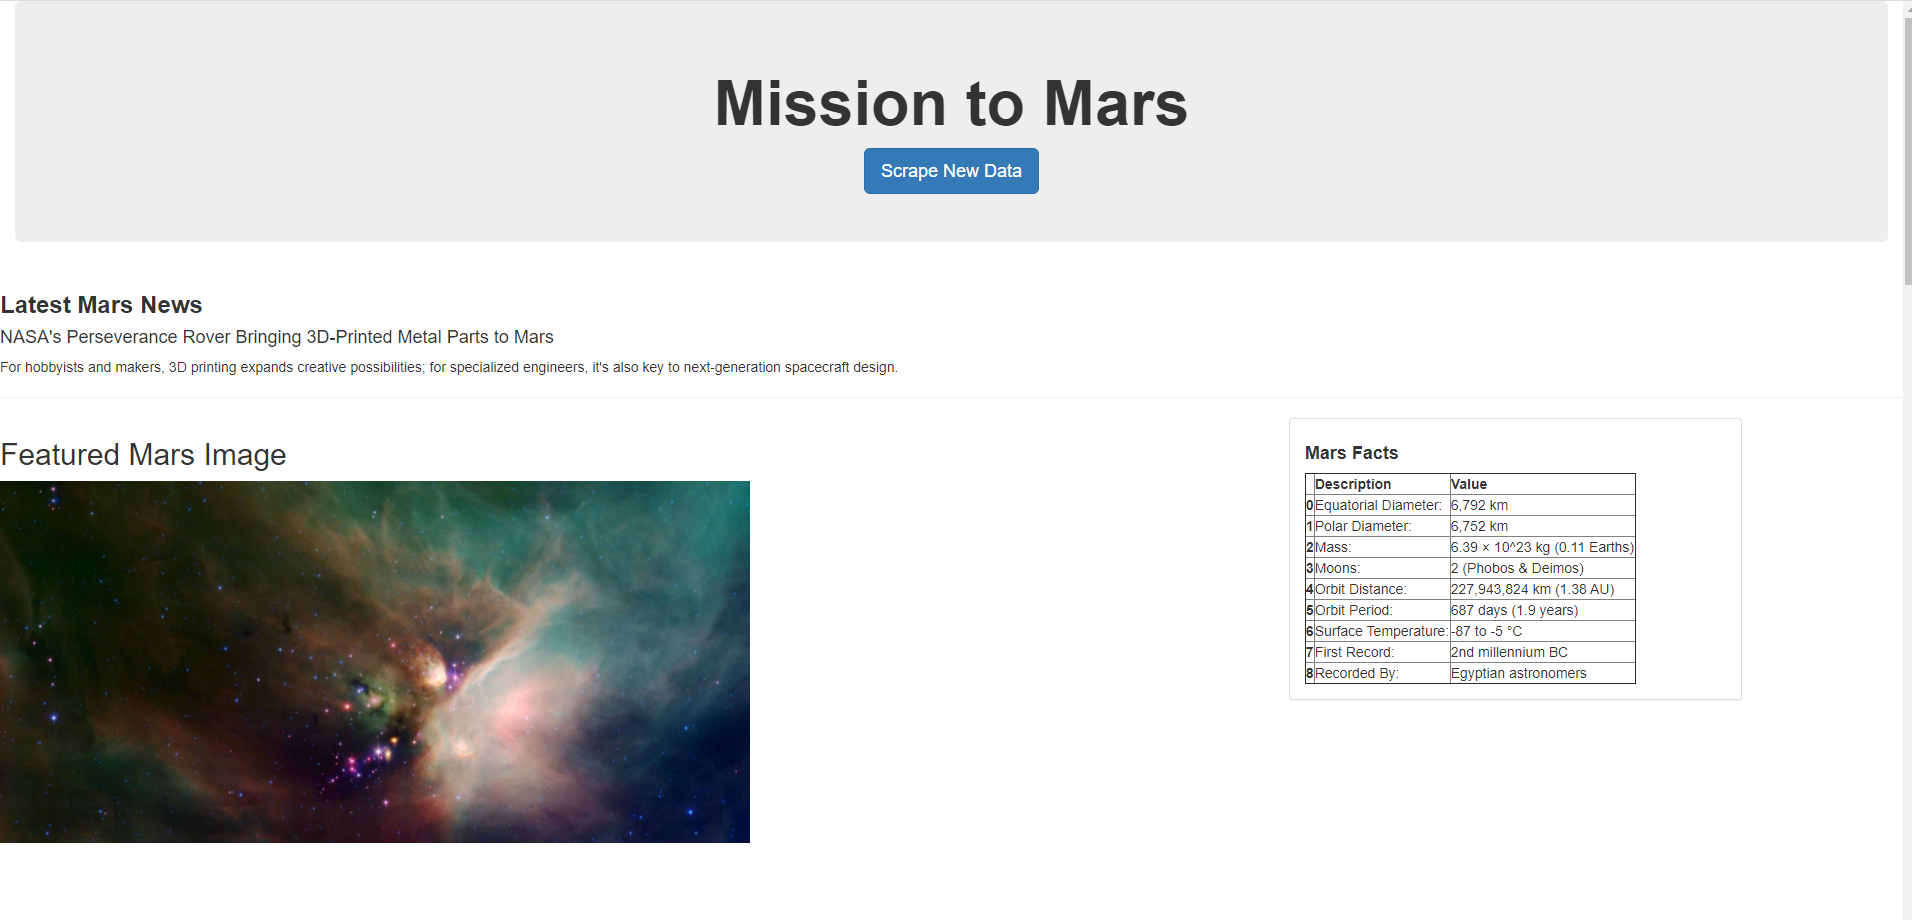 Mission to Mars
Scrape New Data
Latest Mars News
NASA's Perseverance Rover Bringing 3D-Printed Metal Parts to Mars
For hobbyists and makers, 3D printing expands creative possibilities; for specialized engineers, it's also key to next-generation spacecraft design.
Featured Mars Image
Mars Facts
Description Value
0 Equatorial Diameter: 6,792 km
1 Polar Diameter: 6,752 km
2 Mass: 6.39 × 10^23 kg (0.11 Earths)
3 Moons: 2 (Phobos & Deimos)
4 Orbit Distance: 227,943,824 km (1.38 AU)
5 Orbit Period: 687 days (1.9 years)
6 Surface Temperature: -87 to -5 °C
7 First Record: 2nd millennium BC
8 Recorded By: Egyptian astronomers